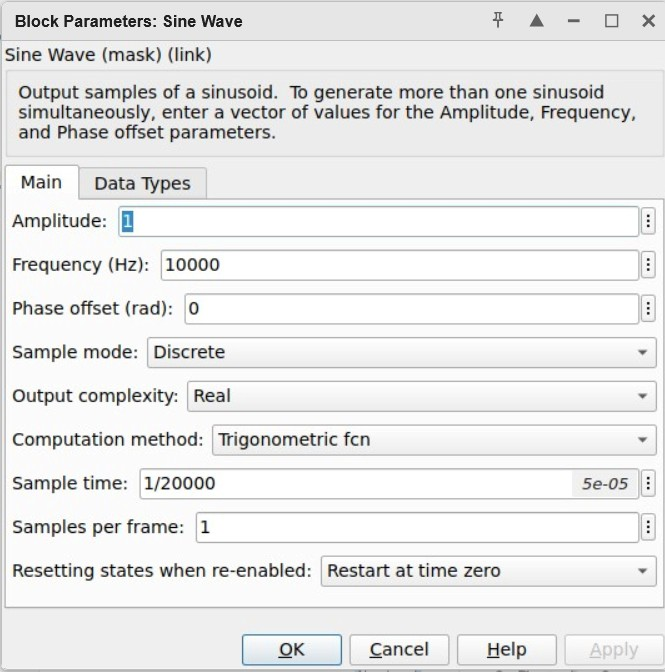 Block Parameters: Sine Wave
Sine Wave (mask) (link)
Output samples of a sinusoid.  To generate more than one sinusoid
simultaneously, enter a vector of values for the Amplitude, Frequency,
and Phase offset parameters.
Main Data Types
Amplitude: 1
Frequency (Hz): 10000
Phase offset (rad): 0
Sample mode: Discrete
Output complexity: Real
Computation method: Trigonometric fcn
Sample time: 1/20000 5e-05
Samples per frame: 1
Resetting states when re-enabled: Restart at time zero
OK Cancel Help Apply